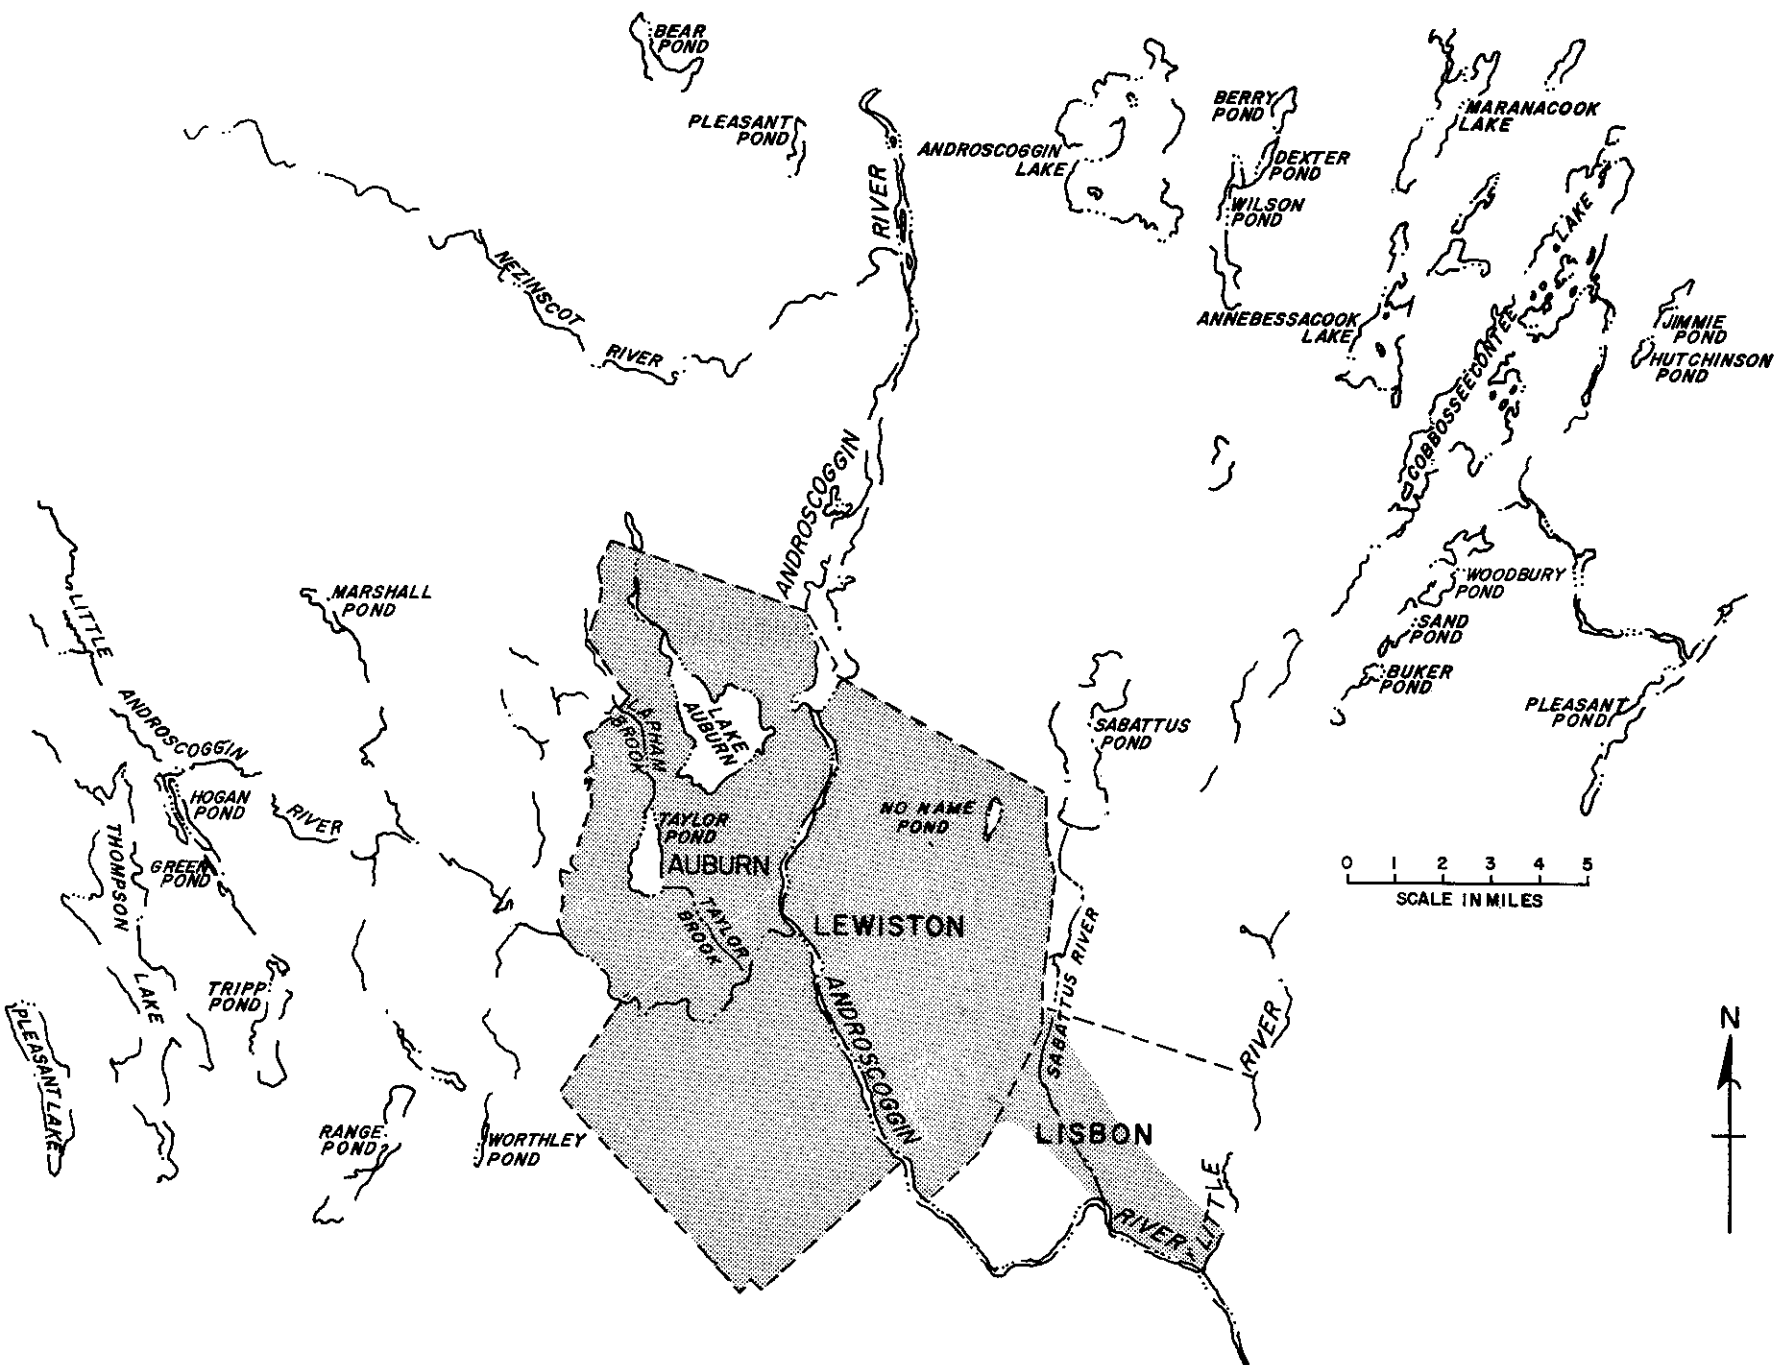 BEAR
POND
PLEASANT
POND
ANDROSCOGGIN
LAKE
BERRY
POND
DEXTER
POND
WILSON
POND
MARANACOOK
LAKE
RIVER
NEZINSCOT
RIVER
ANNEBESSACOOK
LAKE
COBBOSSEECONTEE
LAKE
JIMMIE
POND
HUTCHINSON
POND
ANDROSCOGGIN
WOODBURY
POND
SAND
POND
BUKER
POND
PLEASANT
POND
LITTLE
ANDROSCOGGIN
RIVER
MARSHALL
POND
LAPHAM
BROOK
LAKE
AUBURN
SABATTUS
POND
HOGAN
POND
GREEN
POND
THOMPSON
LAKE
TAYLOR
POND
AUBURN
NO NAME
POND
0 1 2 3 4 5
SCALE IN MILES
TAYLOR
BROOK
LEWISTON
SABATTUS RIVER
TRIPP
POND
PLEASANT LAKE
ANDROSCOGGIN
RIVER
LITTLE
RIVER
N
RANGE
POND
WORTHLEY
POND
LISBON